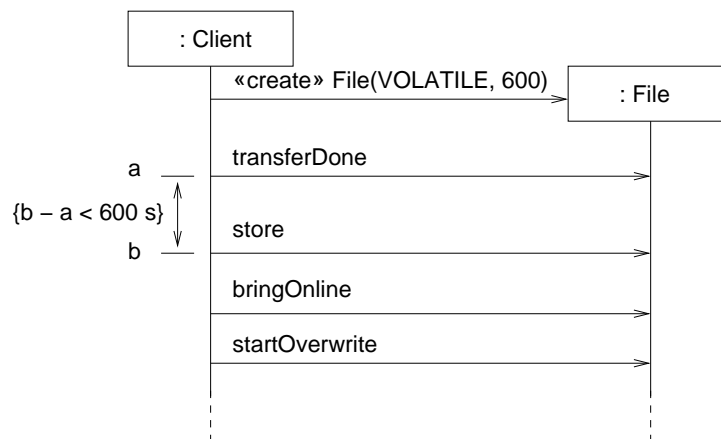 : Client
«create» File(VOLATILE, 600)
: File
transferDone
a
{b − a < 600 s}
store
b
bringOnline
startOverwrite